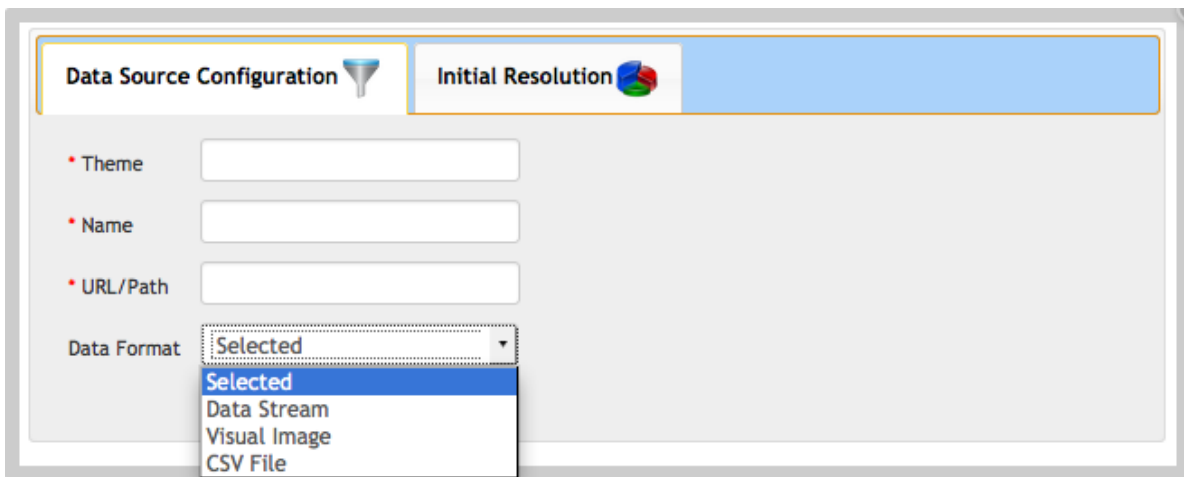 Data Source Configuration
Initial Resolution
* Theme
* Name
* URL/Path
Data Format
Selected
Selected
Data Stream
Visual Image
CSV File